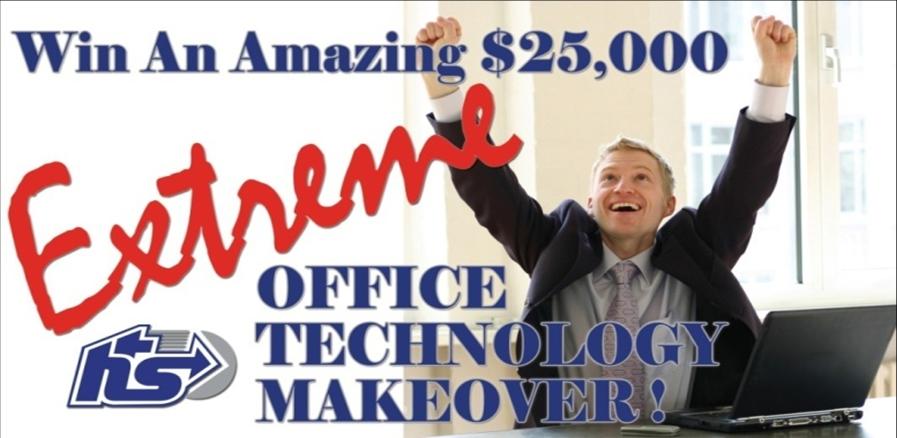 Win An Amazing $25,000
Extreme
OFFICE
TECHNOLOGY
MAKEOVER!
hts